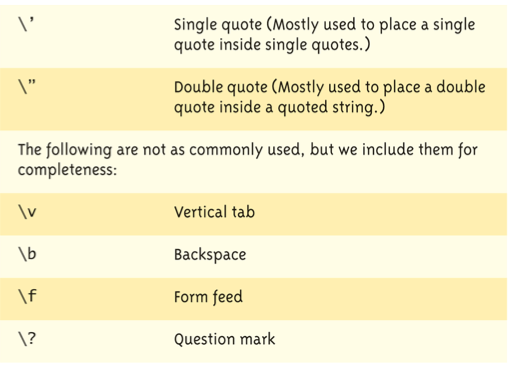 \’ Single quote (Mostly used to place a single
quote inside single quotes.)
\” Double quote (Mostly used to place a double
quote inside a quoted string.)
The following are not as commonly used, but we include them for
completeness:
\v Vertical tab
\b Backspace
\f Form feed
\? Question mark